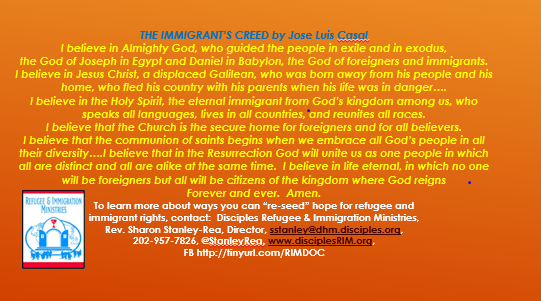 THE IMMIGRANT'S CREED by Jose Luis Casal
I believe in Almighty God, who guided the people in exile and in exodus,
the God of Joseph in Egypt and Daniel in Babylon, the God of foreigners and immigrants.
I believe in Jesus Christ, a displaced Galilean, who was born away from his people and his
home, who fled his country with his parents when his life was in danger....
I believe in the Holy Spirit, the eternal immigrant from God's kingdom among us, who
speaks all languages, lives in all countries, and reunites all races.
I believe that the Church is the secure home for foreigners and for all believers.
I believe that the communion of saints begins when we embrace all God's people in all
their diversity....I believe that in the Resurrection God will unite us as one people in which
all are distinct and all are alike at the same time.  I believe in life eternal, in which no one
will be foreigners but all will be citizens of the kingdom where God reigns
Forever and ever.  Amen.
REFUGEE & IMMIGRATION
MINISTRIES
To learn more about ways you can "re-seed" hope for refugee and
immigrant rights, contact:  Disciples Refugee & Immigration Ministries,
Rev. Sharon Stanley-Rea, Director, sstanley@dhm.disciples.org,
202-957-7826, @StanleyRea, www.disciplesRIM.org,
FB http://tinyurl.com/RIMDOC